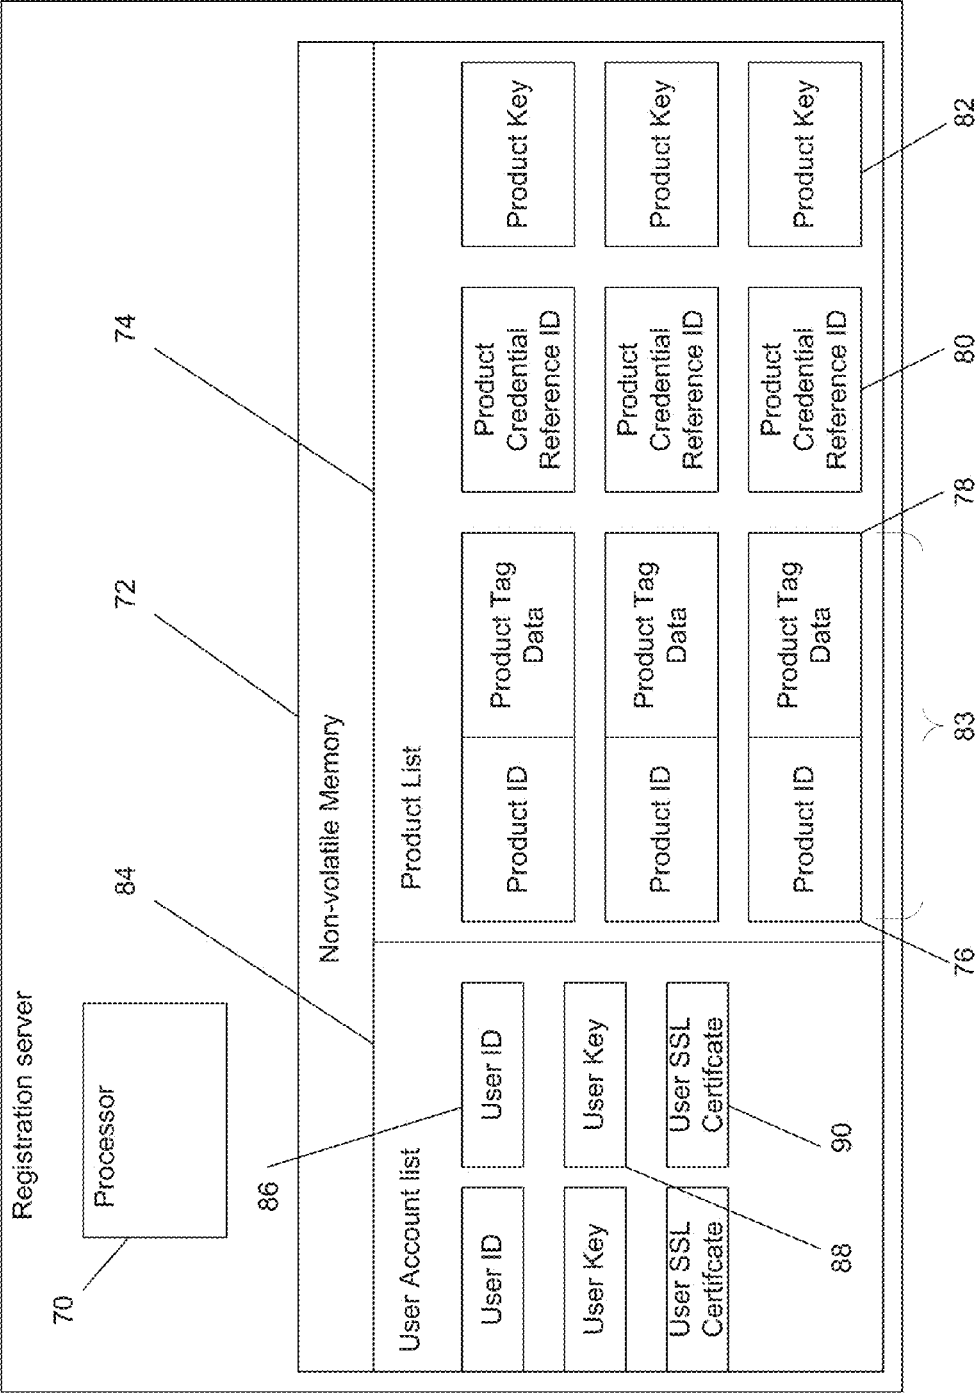 Registration server
70
Processor
84
72
74
Non-volatile Memory
User Account list
Product List
86
User ID
User ID
User Key
User Key
User SSL
Certifcate
User SSL
Certifcate
88
90
Product ID
Product Tag
Data
Product
Credential
Reference ID
Product Key
Product ID
Product Tag
Data
Product
Credential
Reference ID
Product Key
Product ID
Product Tag
Data
Product
Credential
Reference ID
Product Key
76
83
78
80
82